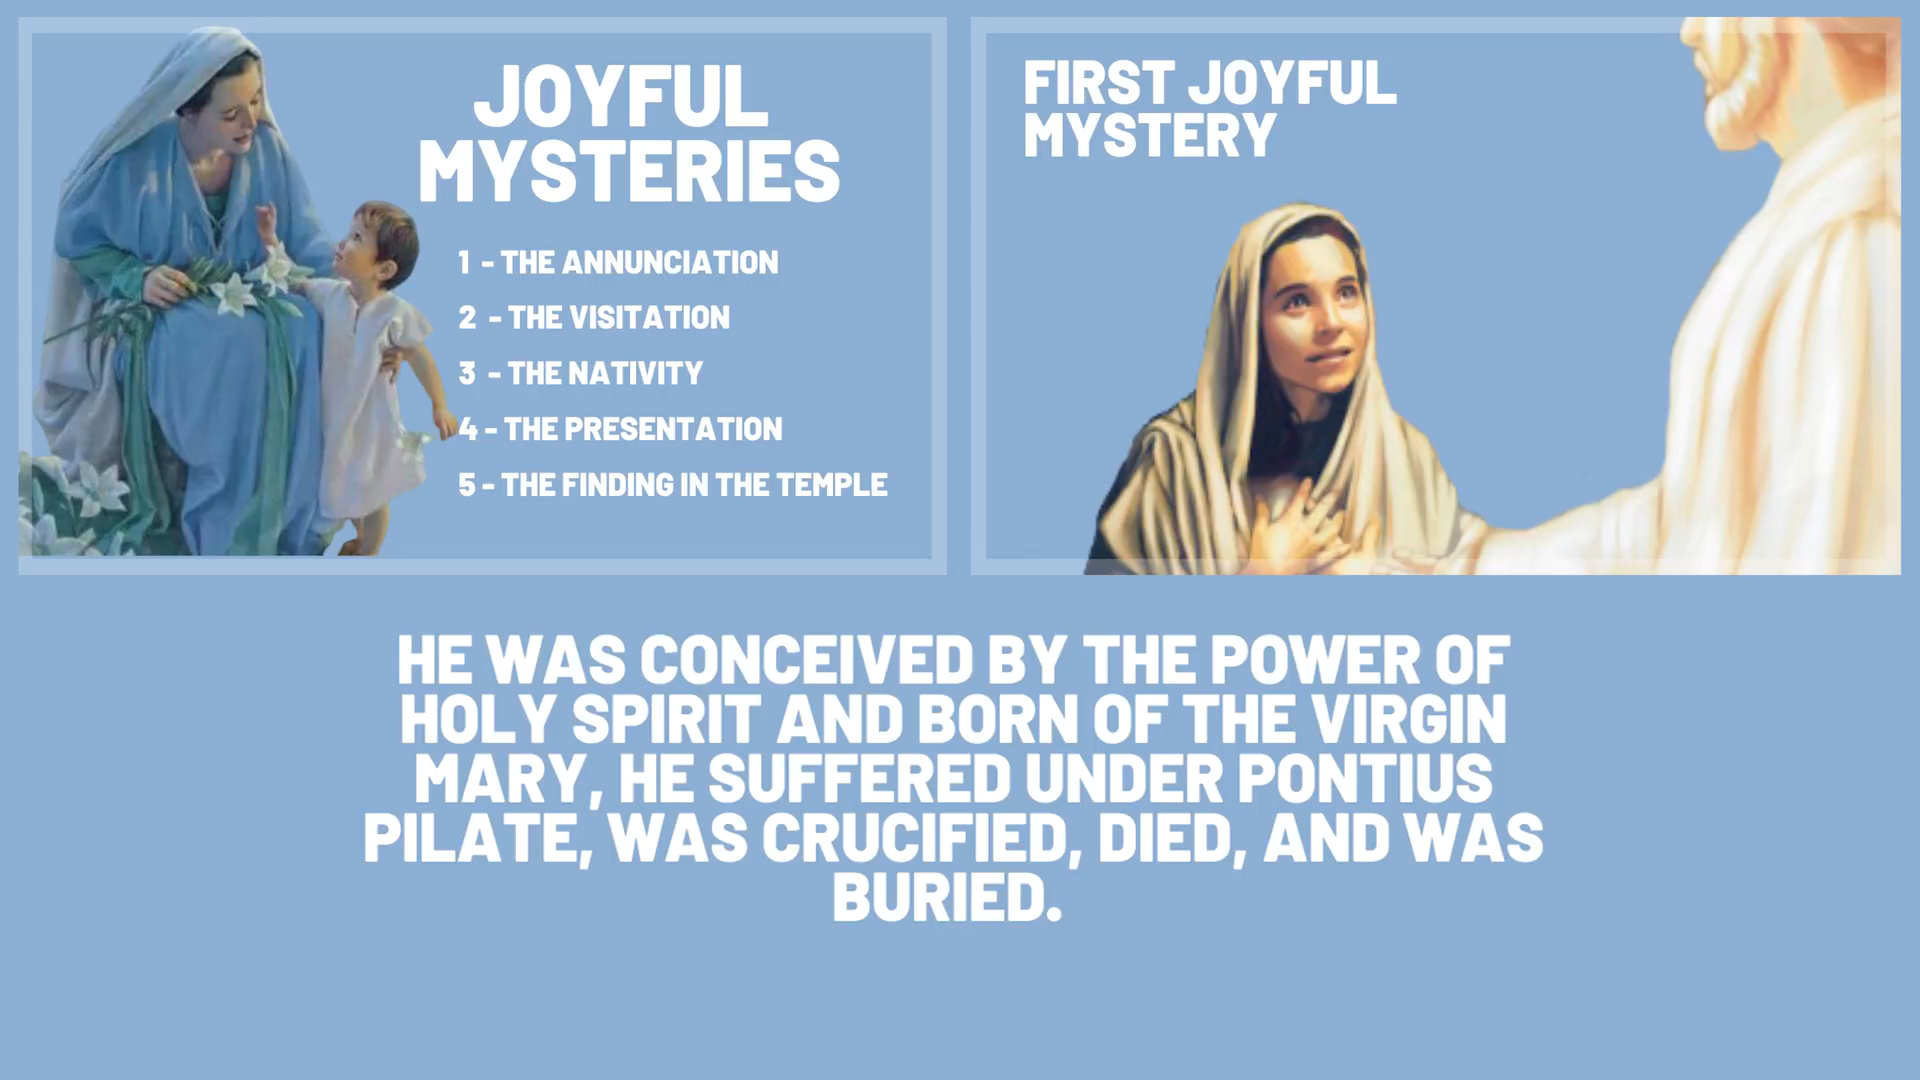 JOYFUL
MYSTERIES
1 - THE ANNUNCIATION
2 - THE VISITATION
3 - THE NATIVITY
4 - THE PRESENTATION
5 - THE FINDING IN THE TEMPLE
FIRST JOYFUL
MYSTERY
HE WAS CONCEIVED BY THE POWER OF
HOLY SPIRIT AND BORN OF THE VIRGIN
MARY, HE SUFFERED UNDER PONTIUS
PILATE, WAS CRUCIFIED, DIED, AND WAS
BURIED.